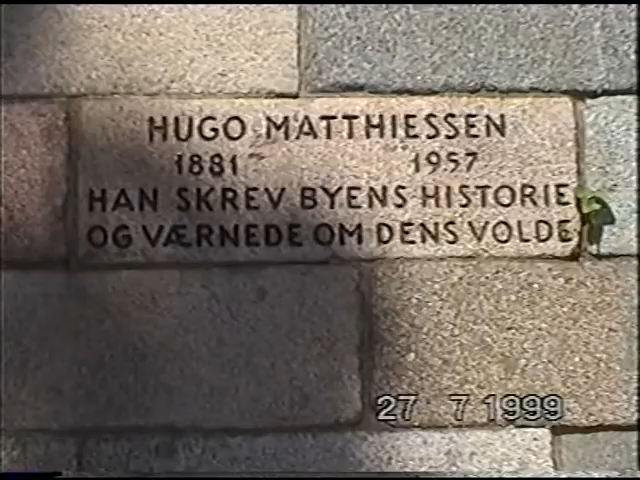 HUGO MATTHIESSEN
1881 1957
HAN SKREV BYENS HISTORIE
OG VÆRNEDE OM DENS VOLDE
27 7 1999